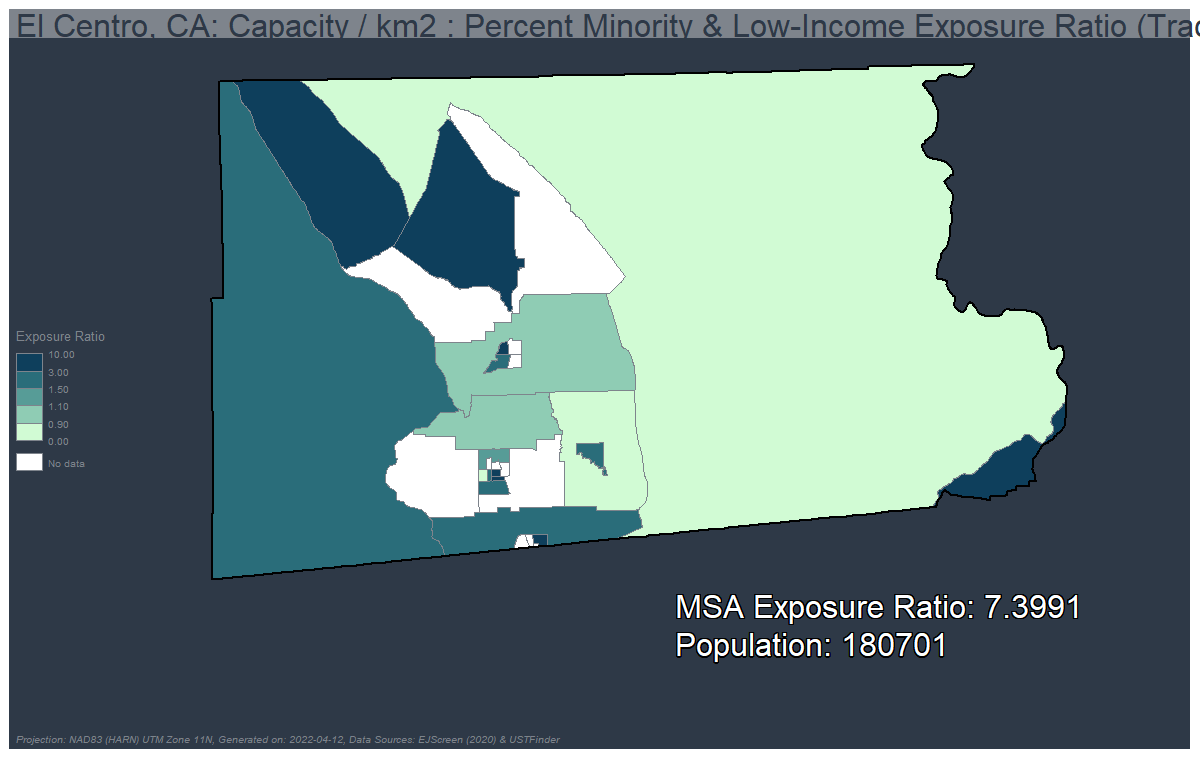 El Centro, CA: Capacity / km2 : Percent Minority & Low-Income Exposure Ratio (Trac
Exposure Ratio
10.00
3.00
1.50
1.10
0.90
0.00
No data
MSA Exposure Ratio: 7.3991
Population: 180701
Projection: NAD83 (HARN) UTM Zone 11N, Generated on: 2022-04-12, Data Sources: EJScreen (2020) & USTFinder